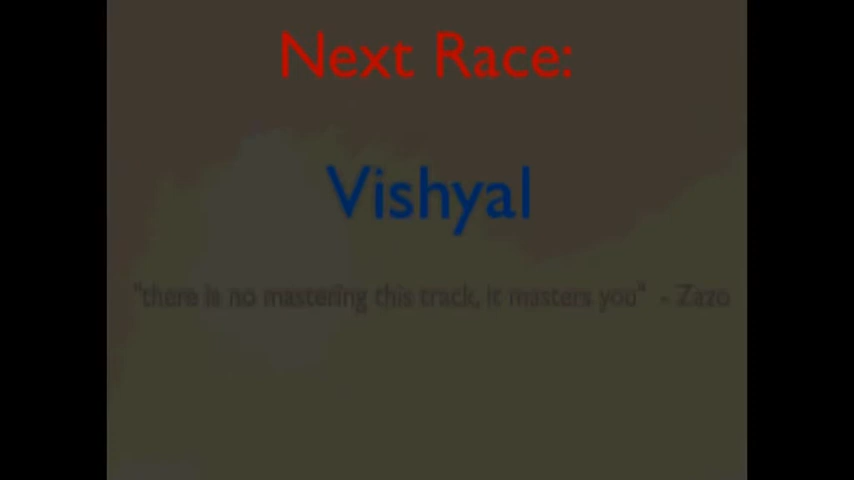 Next Race:
Vishyal
"there is no mastering this track, it masters you" - Zazo